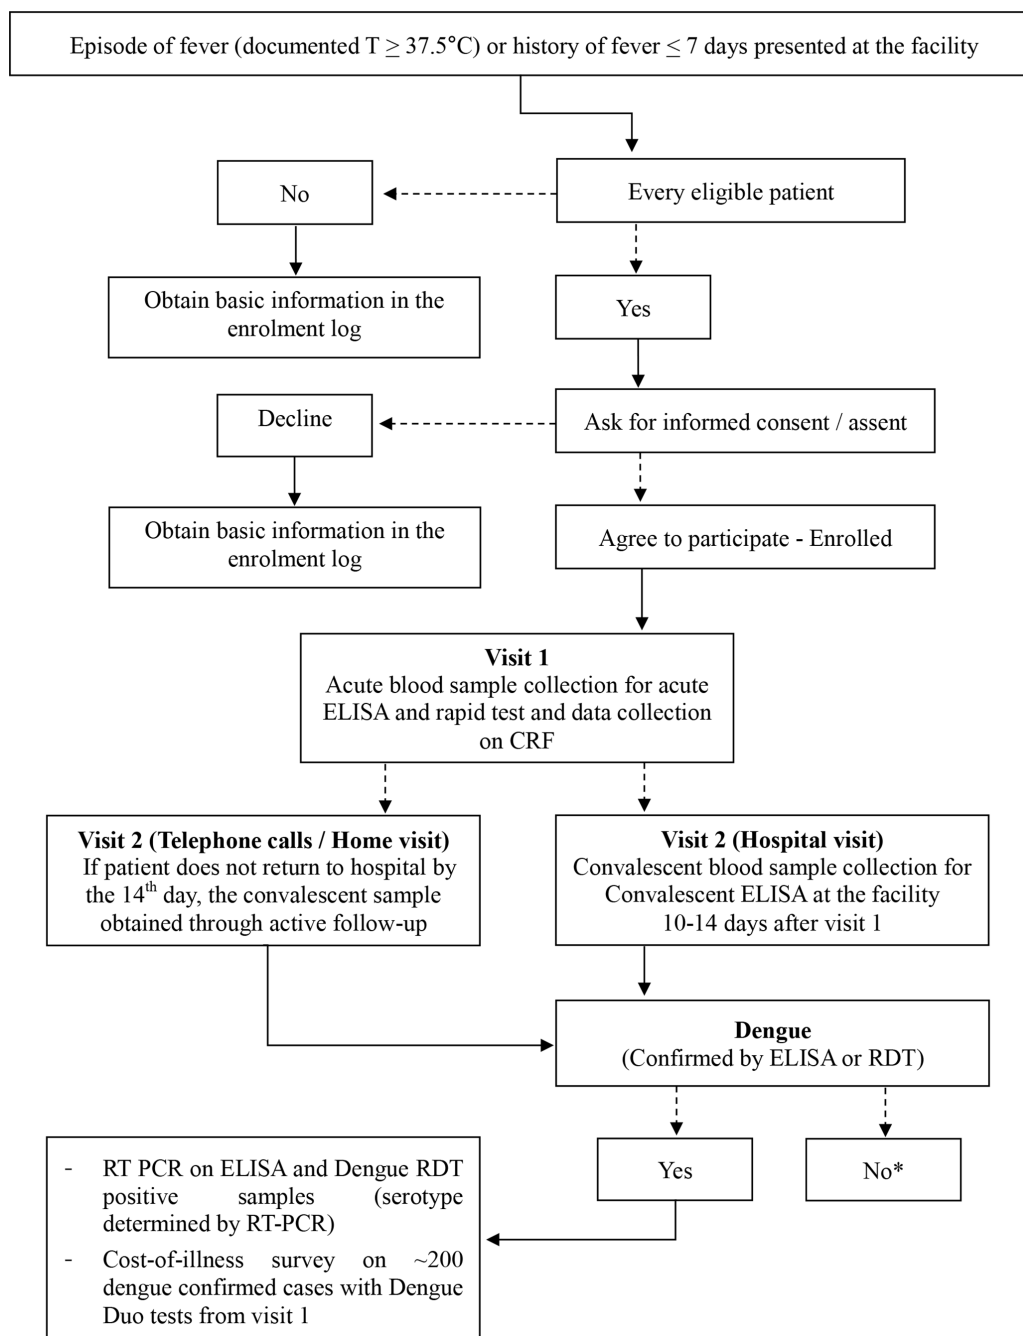 Episode of fever (documented T ≥ 37.5°C) or history of fever ≤ 7 days presented at the facility
No
Every eligible patient
Obtain basic information in the
enrolment log
Yes
Decline
Ask for informed consent / assent
Obtain basic information in the
enrolment log
Agree to participate - Enrolled
Visit 1
Acute blood sample collection for acute
ELISA and rapid test and data collection
on CRF
Visit 2 (Telephone calls / Home visit)
If patient does not return to hospital by
the 14th day, the convalescent sample
obtained through active follow-up
Visit 2 (Hospital visit)
Convalescent blood sample collection for
Convalescent ELISA at the facility
10-14 days after visit 1
Dengue
(Confirmed by ELISA or RDT)
Yes
No*
- RT PCR on ELISA and Dengue RDT
positive samples (serotype
determined by RT-PCR)
- Cost-of-illness survey on ~200
dengue confirmed cases with Dengue
Duo tests from visit 1